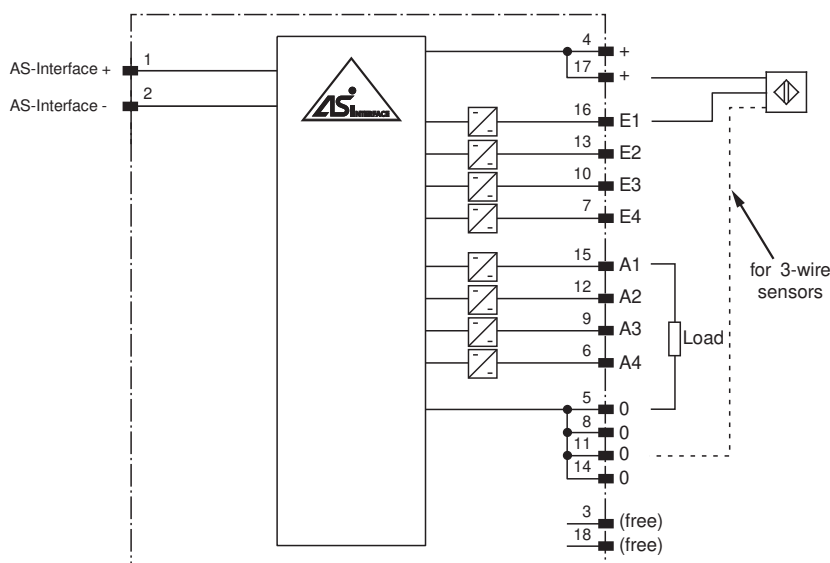 AS-Interface +
1
AS-Interface -
2
ASi INTERFACE
4 +
17 +
16 E1
13 E2
10 E3
7 E4
15 A1
12 A2
9 A3
6 A4
5 0
8 0
11 0
14 0
3 (free)
18 (free)
Load
for 3-wire
sensors